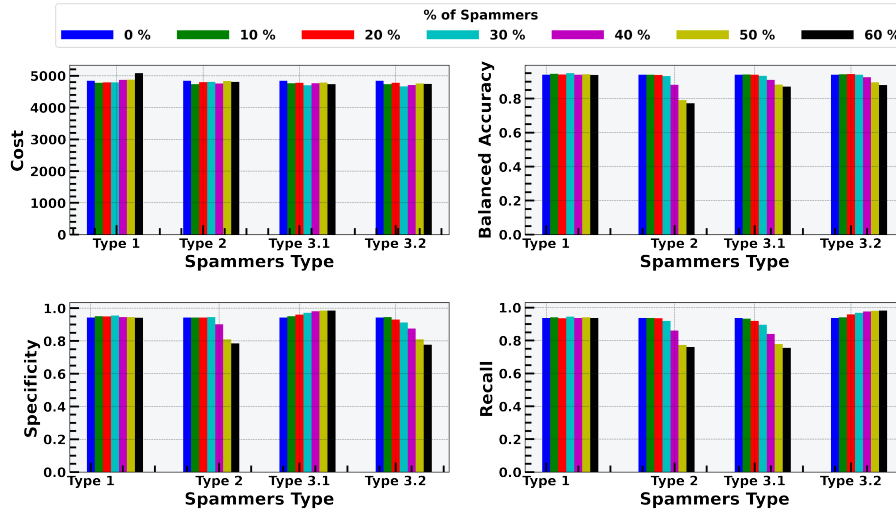 % of Spammers
0 % 10 % 20 % 30 % 40 % 50 % 60 %
5000
4000
3000
2000
1000
0
Cost
Type 1 Type 2 Type 3.1 Type 3.2
Spammers Type
0.8
0.6
0.4
0.2
0.0
Balanced Accuracy
Type 1 Type 2 Type 3.1 Type 3.2
Spammers Type
1.0
0.8
0.6
0.4
0.2
0.0
Specificity
Type 1 Type 2 Type 3.1 Type 3.2
Spammers Type
1.0
0.8
0.6
0.4
0.2
0.0
Recall
Type 1 Type 2 Type 3.1 Type 3.2
Spammers Type